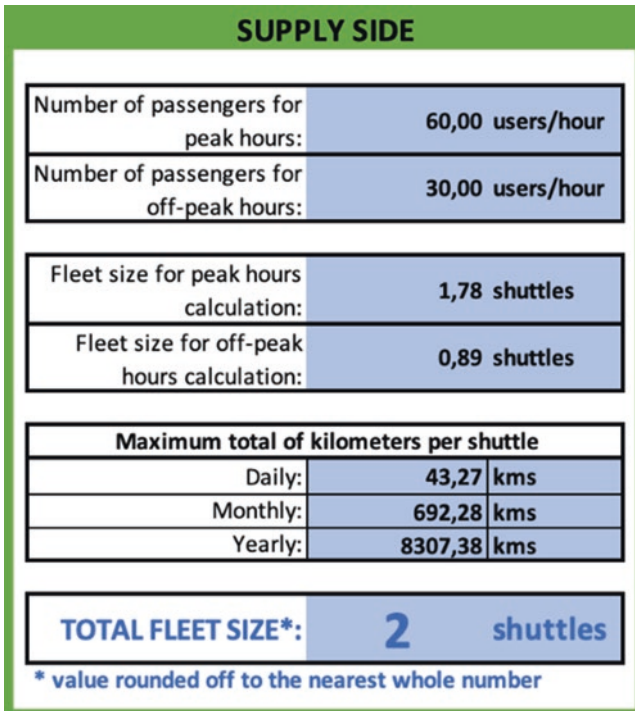 SUPPLY SIDE
Number of passengers for
peak hours:
60,00 users/hour
Number of passengers for
off-peak hours:
30,00 users/hour
Fleet size for peak hours
calculation:
1,78 shuttles
Fleet size for off-peak
hours calculation:
0,89 shuttles
Maximum total of kilometers per shuttle
Daily: 43,27 kms
Monthly: 692,28 kms
Yearly: 8307,38 kms
TOTAL FLEET SIZE*: 2 shuttles
* value rounded off to the nearest whole number